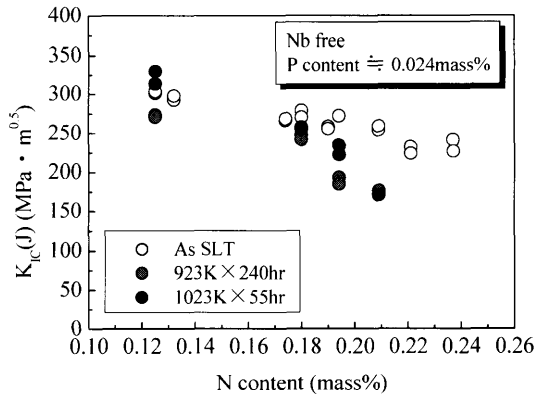 400
350
300
250
200
150
100
50
0
K_IC(J) (MPa・m^0.5)
Nb free
P content ≒ 0.024mass%
As SLT
923K×240hr
1023K×55hr
0.10 0.12 0.14 0.16 0.18 0.20 0.22 0.24 0.26
N content (mass%)